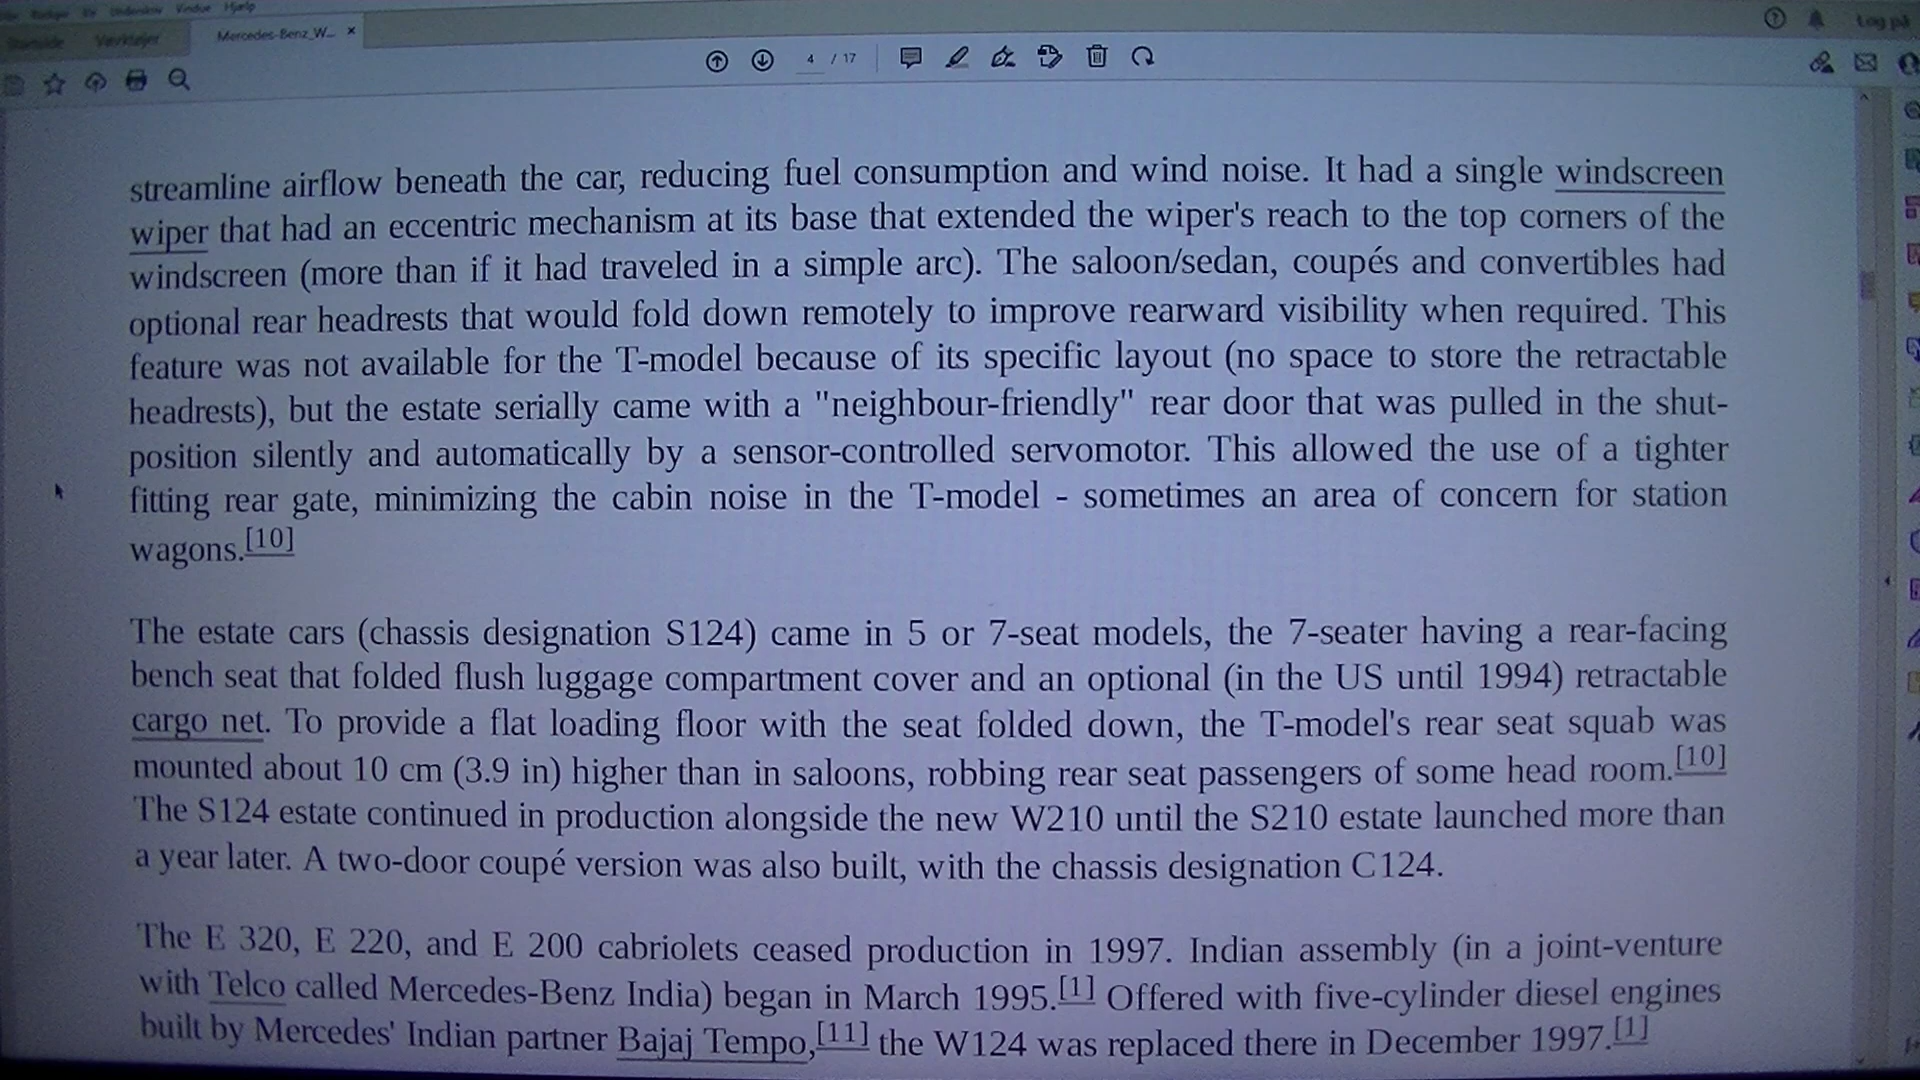 Vindue Hjælp
Startside Værktøjer Mercedes-Benz_W... ×
Log på
4 / 17
streamline airflow beneath the car, reducing fuel consumption and wind noise. It had a single windscreen
wiper that had an eccentric mechanism at its base that extended the wiper's reach to the top corners of the
windscreen (more than if it had traveled in a simple arc). The saloon/sedan, coupés and convertibles had
optional rear headrests that would fold down remotely to improve rearward visibility when required. This
feature was not available for the T-model because of its specific layout (no space to store the retractable
headrests), but the estate serially came with a "neighbour-friendly" rear door that was pulled in the shut-
position silently and automatically by a sensor-controlled servomotor. This allowed the use of a tighter
fitting rear gate, minimizing the cabin noise in the T-model - sometimes an area of concern for station
wagons.[10]
The estate cars (chassis designation S124) came in 5 or 7-seat models, the 7-seater having a rear-facing
bench seat that folded flush luggage compartment cover and an optional (in the US until 1994) retractable
cargo net. To provide a flat loading floor with the seat folded down, the T-model's rear seat squab was
mounted about 10 cm (3.9 in) higher than in saloons, robbing rear seat passengers of some head room.[10]
The S124 estate continued in production alongside the new W210 until the S210 estate launched more than
a year later. A two-door coupé version was also built, with the chassis designation C124.
The E 320, E 220, and E 200 cabriolets ceased production in 1997. Indian assembly (in a joint-venture
with Telco called Mercedes-Benz India) began in March 1995.[1] Offered with five-cylinder diesel engines
built by Mercedes' Indian partner Bajaj Tempo,[11] the W124 was replaced there in December 1997.[1]